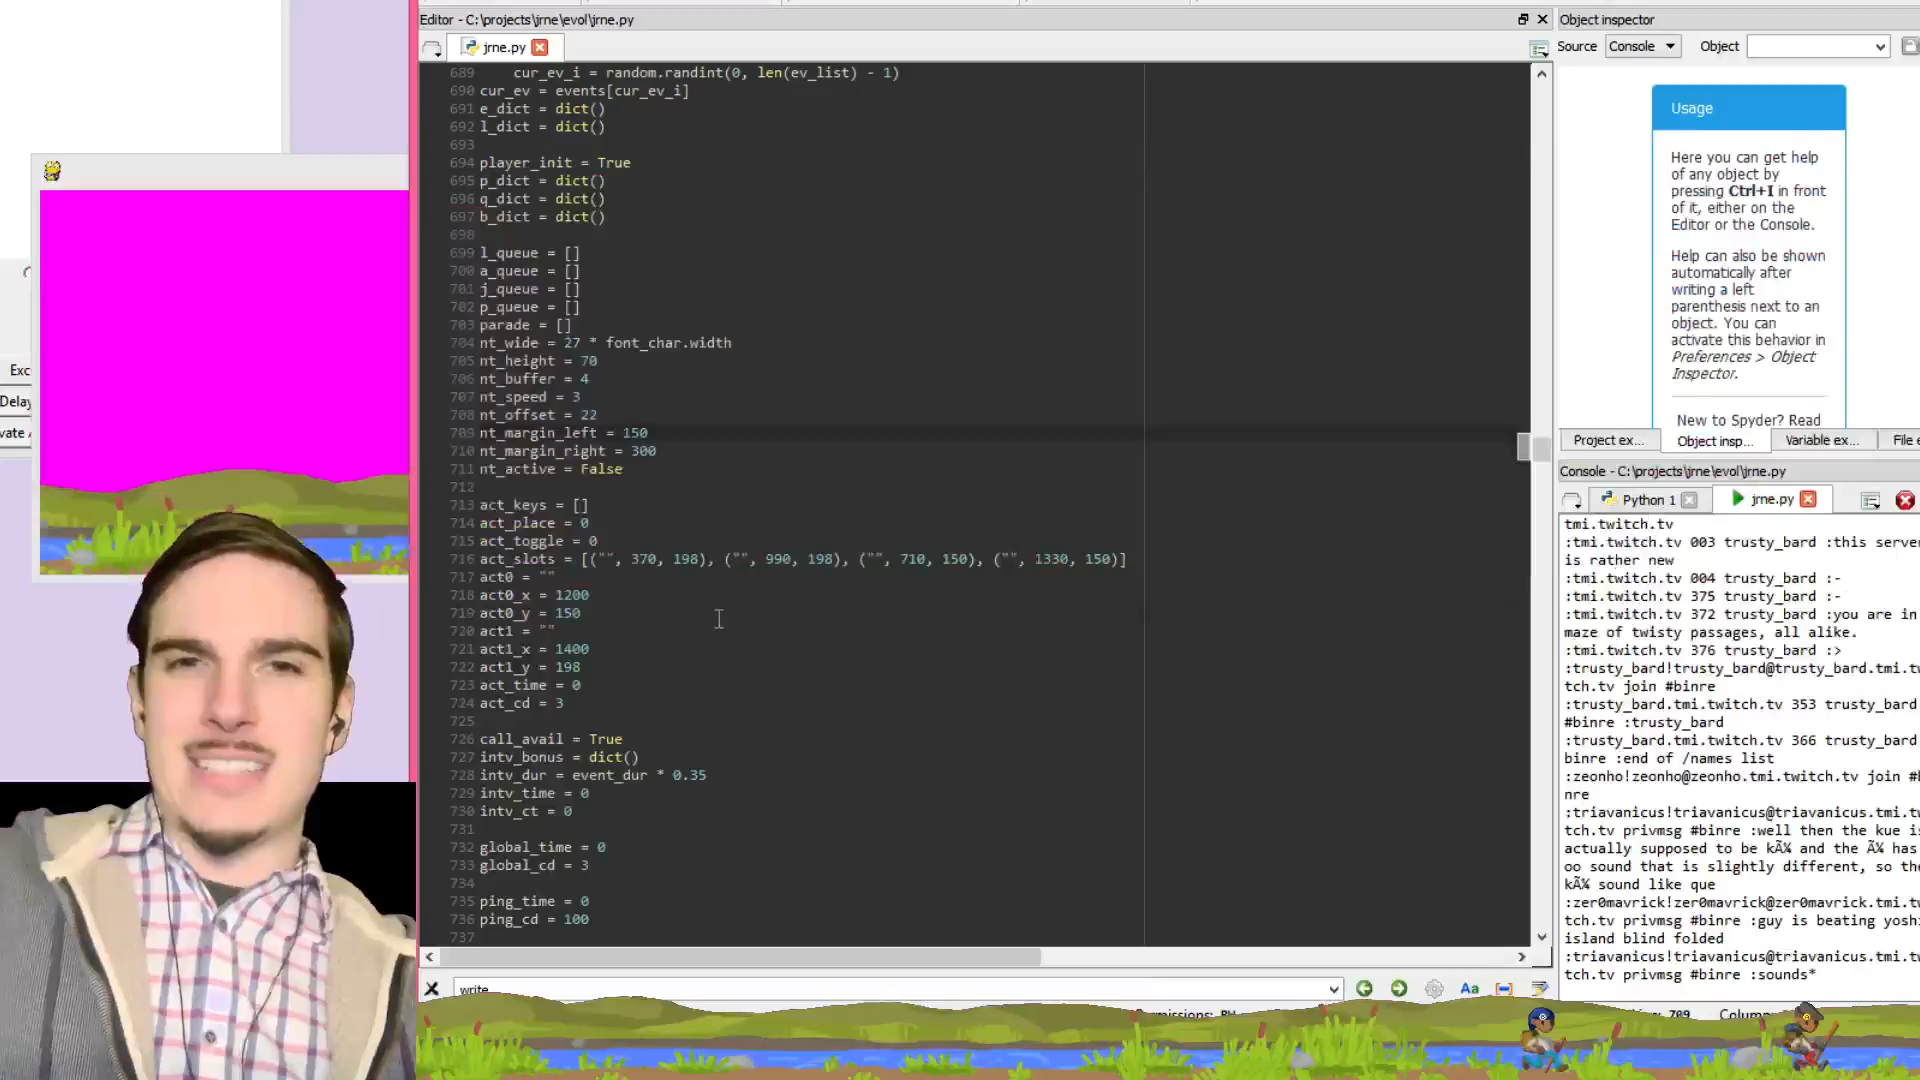 Editor - C:\projects\jrne\evol\jrne.py
jrne.py
689 cur_ev_i = random.randint(0, len(ev_list) - 1)
690 cur_ev = events[cur_ev_i]
691 e_dict = dict()
692 l_dict = dict()
693
694 player_init = True
695 p_dict = dict()
696 q_dict = dict()
697 b_dict = dict()
698
699 l_queue = []
700 a_queue = []
701 j_queue = []
702 p_queue = []
703 parade = []
704 nt_wide = 27 * font_char.width
705 nt_height = 70
706 nt_buffer = 4
707 nt_speed = 3
708 nt_offset = 22
709 nt_margin_left = 150
710 nt_margin_right = 300
711 nt_active = False
712
713 act_keys = []
714 act_place = 0
715 act_toggle = 0
716 act_slots = [("", 370, 198), ("", 990, 198), ("", 710, 150), ("", 1330, 150)]
717 act0 = ""
718 act0_x = 1200
719 act0_y = 150
720 act1 = ""
721 act1_x = 1400
722 act1_y = 198
723 act_time = 0
724 act_cd = 3
725
726 call_avail = True
727 intv_bonus = dict()
728 intv_dur = event_dur * 0.35
729 intv_time = 0
730 intv_ct = 0
731
732 global_time = 0
733 global_cd = 3
734
735 ping_time = 0
736 ping_cd = 100
737
write
Aa
Exc
Delay
vate
Object inspector
Source Console Object
Usage
Here you can get help
of any object by
pressing Ctrl+I in front
of it, either on the
Editor or the Console.
Help can also be shown
automatically after
writing a left
parenthesis next to an
object. You can
activate this behavior in
Preferences > Object
Inspector.
New to Spyder? Read
Project ex... Object insp... Variable ex... File e
Console - C:\projects\jrne\evol\jrne.py
Python 1 jrne.py
tmi.twitch.tv
:tmi.twitch.tv 003 trusty_bard :this server
is rather new
:tmi.twitch.tv 004 trusty_bard :-
:tmi.twitch.tv 375 trusty_bard :-
:tmi.twitch.tv 372 trusty_bard :you are in
maze of twisty passages, all alike.
:tmi.twitch.tv 376 trusty_bard :>
:trusty_bard!trusty_bard@trusty_bard.tmi.tw
tch.tv join #binre
:trusty_bard.tmi.twitch.tv 353 trusty_bard
#binre :trusty_bard
:trusty_bard.tmi.twitch.tv 366 trusty_bard
binre :end of /names list
:zeonho!zeonho@zeonho.tmi.twitch.tv join #b
nre
:triavanicus!triavanicus@triavanicus.tmi.tw
tch.tv privmsg #binre :well then the kue is
actually supposed to be kÃ¼ and the Ã¼ has
oo sound that is slightly different, so the
kÃ¼ sound like que
:zer0mavrick!zer0mavrick@zer0mavrick.tmi.tw
tch.tv privmsg #binre :guy is beating yoshi
island blind folded
:triavanicus!triavanicus@triavanicus.tmi.tw
tch.tv privmsg #binre :sounds*